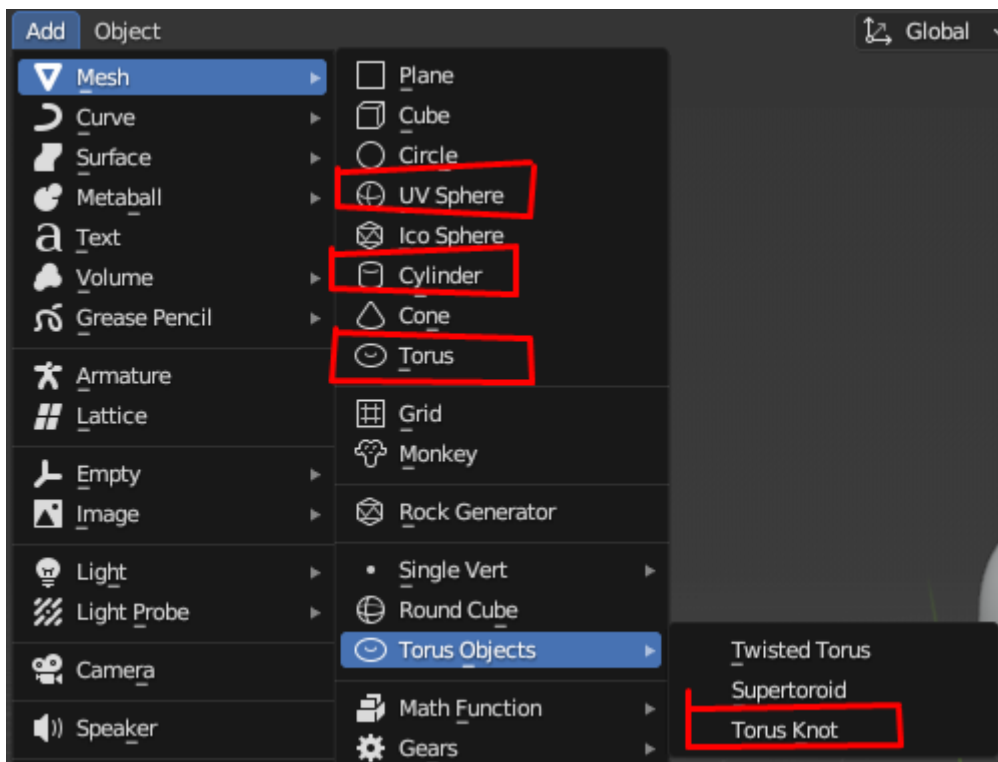 Add Object Global
Mesh
Curve
Surface
Metaball
Text
Volume
Grease Pencil
Armature
Lattice
Empty
Image
Light
Light Probe
Camera
Speaker
Plane
Cube
Circle
UV Sphere
Ico Sphere
Cylinder
Cone
Torus
Grid
Monkey
Rock Generator
Single Vert
Round Cube
Torus Objects
Math Function
Gears
Twisted Torus
Supertoroid
Torus Knot